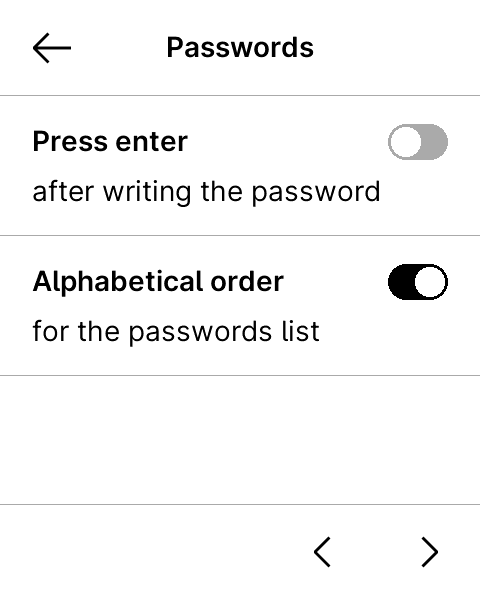 Passwords
Press enter
after writing the password
Alphabetical order
for the passwords list